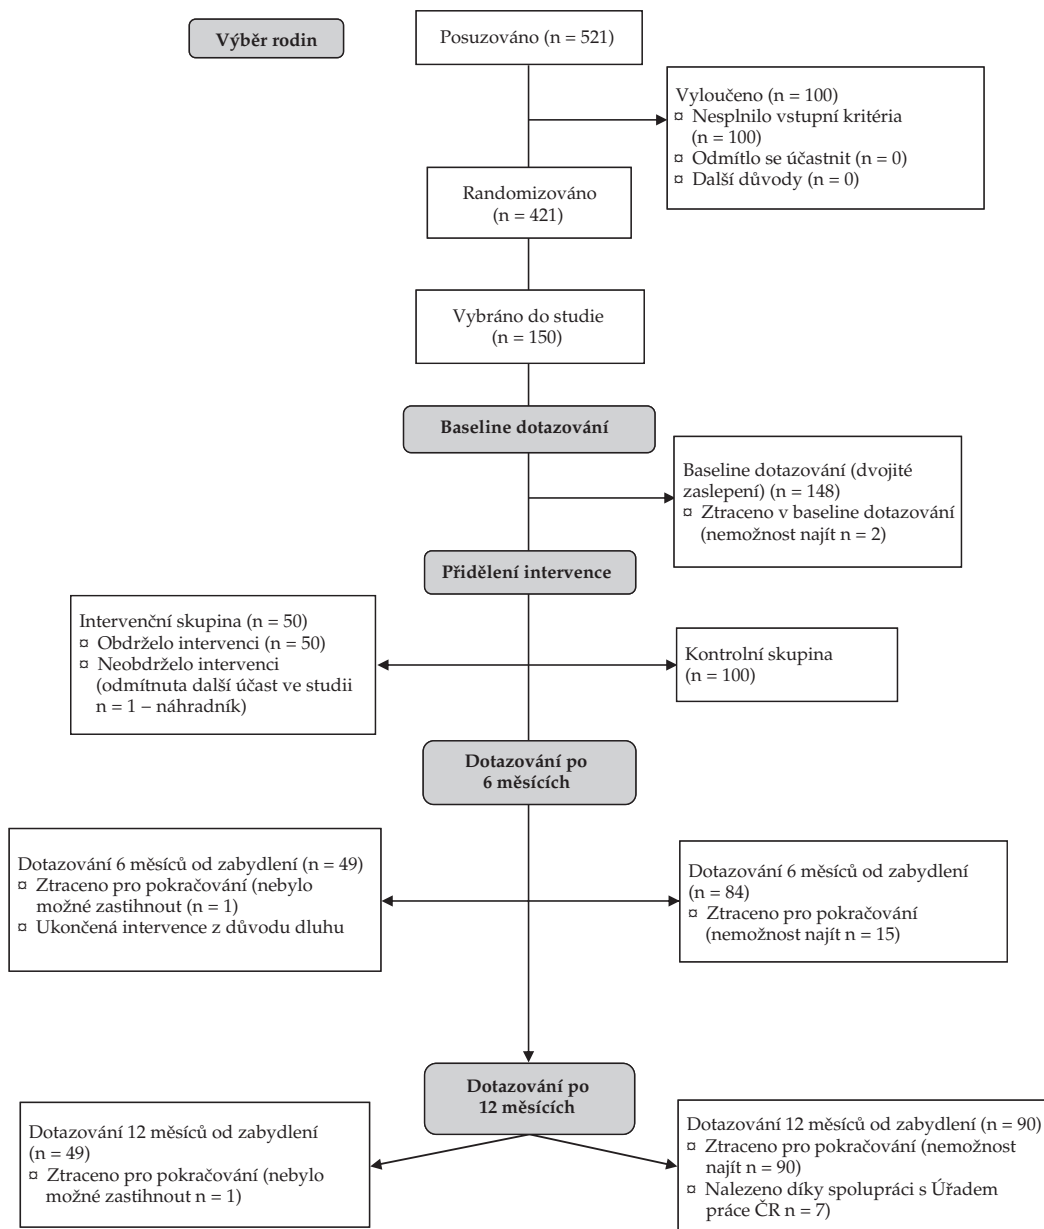 Výběr rodin
Posuzováno (n = 521)
Vyloučeno (n = 100)
¤ Nesplnilo vstupní kritéria
(n = 100)
¤ Odmítlo se účastnit (n = 0)
¤ Další důvody (n = 0)
Randomizováno
(n = 421)
Vybráno do studie
(n = 150)
Baseline dotazování
Baseline dotazování (dvojité
zaslepení) (n = 148)
¤ Ztraceno v baseline dotazování
(nemožnost najít n = 2)
Přidělení intervence
Intervenční skupina (n = 50)
¤ Obdrželo intervenci (n = 50)
¤ Neobdrželo intervenci
(odmítnuta další účast ve studii
n = 1 – náhradník)
Kontrolní skupina
(n = 100)
Dotazování po
6 měsících
Dotazování 6 měsíců od zabydlení (n = 49)
¤ Ztraceno pro pokračování (nebylo
možné zastihnout (n = 1)
¤ Ukončená intervence z důvodu dluhu
Dotazování 6 měsíců od zabydlení
(n = 84)
¤ Ztraceno pro pokračování
(nemožnost najít n = 15)
Dotazování po
12 měsících
Dotazování 12 měsíců od zabydlení
(n = 49)
¤ Ztraceno pro pokračování (nebylo
možné zastihnout n = 1)
Dotazování 12 měsíců od zabydlení (n = 90)
¤ Ztraceno pro pokračování (nemožnost
najít n = 90)
¤ Nalezeno díky spolupráci s Úřadem
práce ČR n = 7)